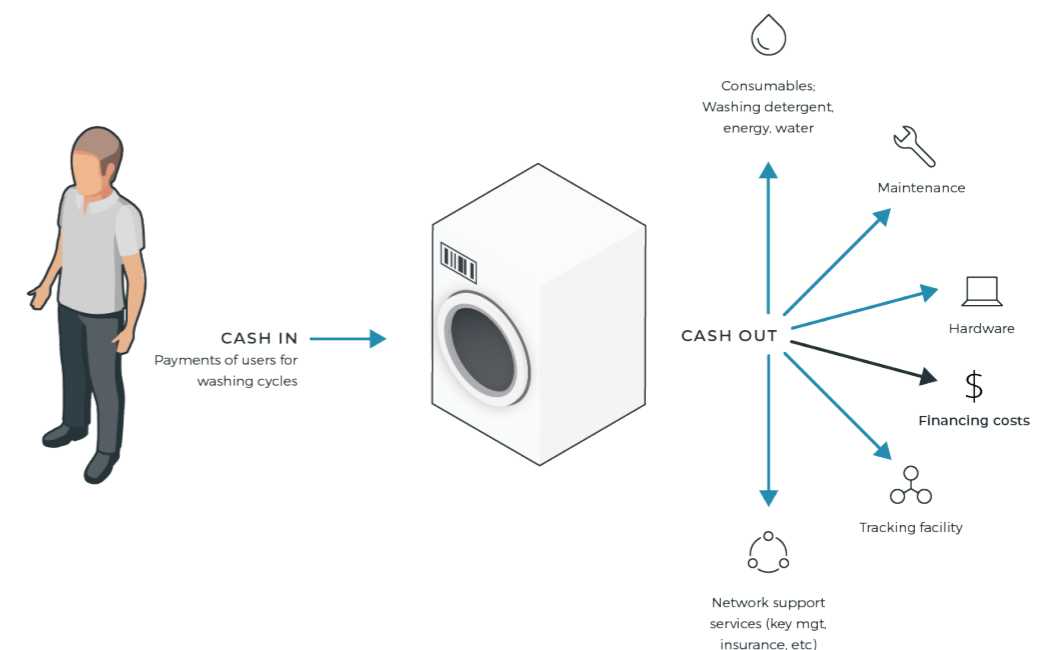 Consumables;
Washing detergent,
energy, water
Maintenance
Hardware
CASH IN
Payments of users for
washing cycles
CASH OUT
$
Financing costs
Tracking facility
Network support
services (key mgt,
insurance, etc)